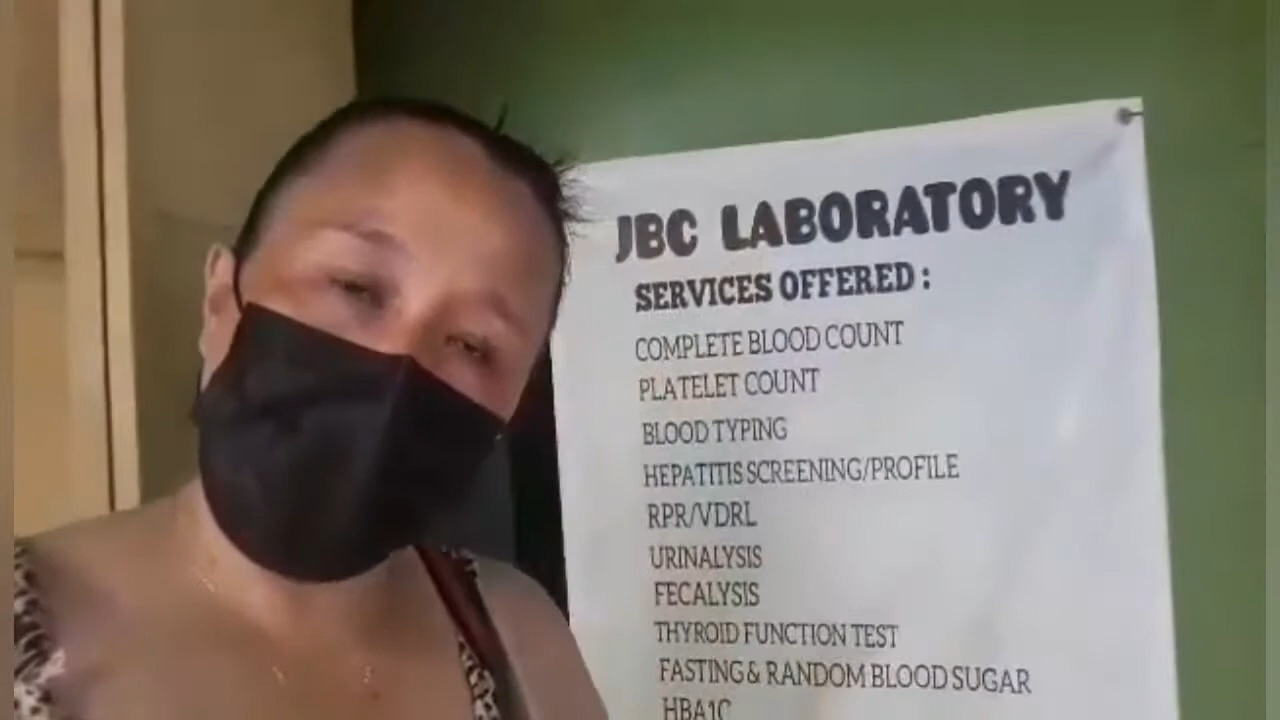 JBC LABORATORY
SERVICES OFFERED :
COMPLETE BLOOD COUNT
PLATELET COUNT
BLOOD TYPING
HEPATITIS SCREENING/PROFILE
RPR/VDRL
URINALYSIS
FECALYSIS
THYROID FUNCTION TEST
FASTING & RANDOM BLOOD SUGAR
HBA1C